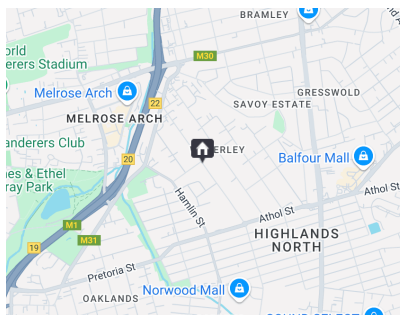 BRAMLEY
M30
orld
erers Stadium
Melrose Arch
GRESSWOLD
22
SAVOY ESTATE
MELROSE ARCH
anderers Club
ERLEY
Balfour Mall
20
es & Ethel
ray Park
Athol St
Hamlin St
Athol St
M1
HIGHLANDS
NORTH
M31
19
Pretoria St
Norwood Mall
OAKLANDS